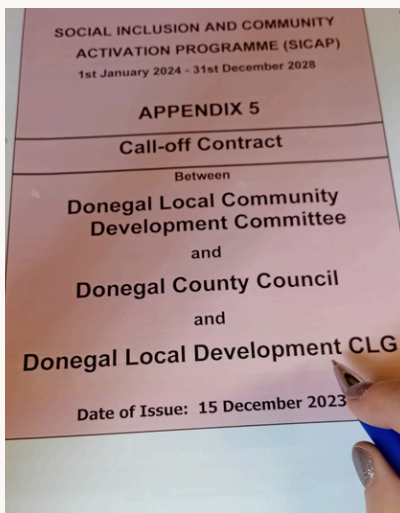 SOCIAL INCLUSION AND COMMUNITY
ACTIVATION PROGRAMME (SICAP)
1st January 2024 - 31st December 2028
APPENDIX 5
Call-off Contract
Between
Donegal Local Community
Development Committee
and
Donegal County Council
and
Donegal Local Development CLG
Date of Issue: 15 December 2023